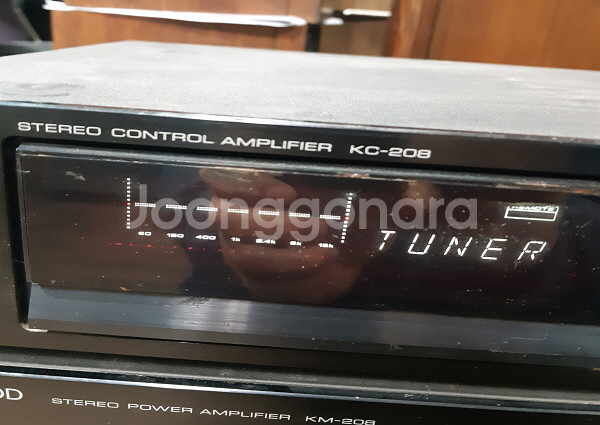 STEREO CONTROL AMPLIFIER KC-208
REMOTE
TUNER
60 150 400 1k 2.4k 6k 15k
Joonggonara
OD STEREO POWER AMPLIFIER KM-208